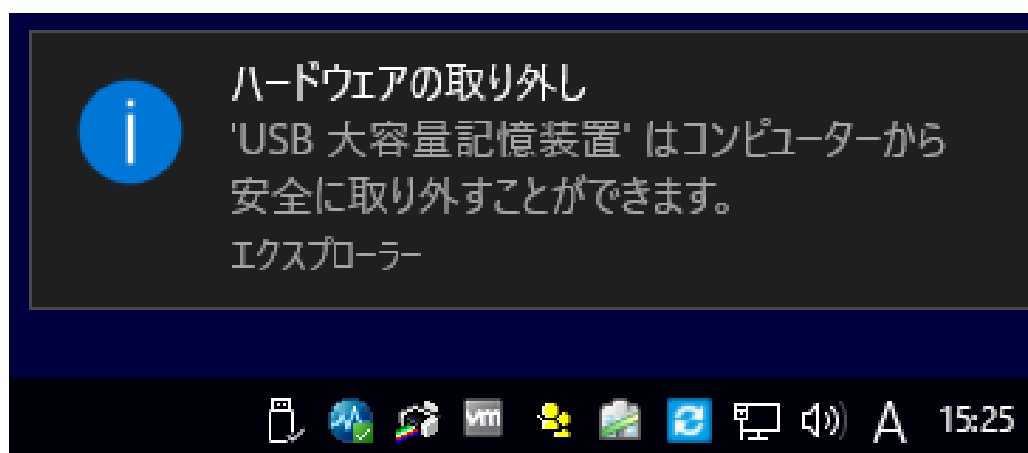 ハードウェアの取り外し
'USB 大容量記憶装置' はコンピューターから
安全に取り外すことができます。
エクスプローラー
vm
A
15:25